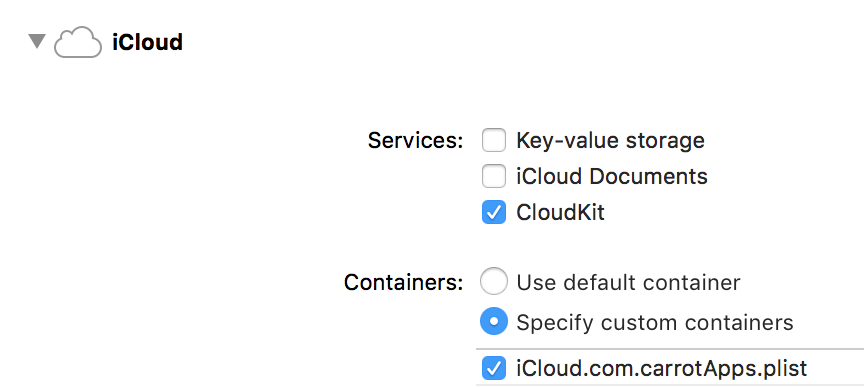 iCloud
Services: Key-value storage
iCloud Documents
CloudKit
Containers: Use default container
Specify custom containers
iCloud.com.carrotApps.plist